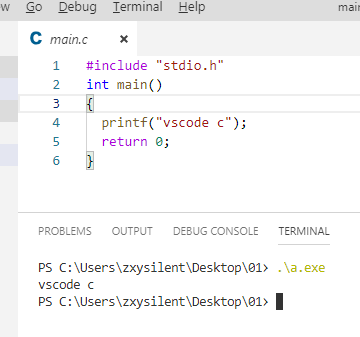 Go Debug Terminal Help
C main.c ×
1 #include "stdio.h"
2 int main()
3 {
4 printf("vscode c");
5 return 0;
6 }
PROBLEMS OUTPUT DEBUG CONSOLE TERMINAL
PS C:\Users\zxysilent\Desktop\01> .\a.exe
vscode c
PS C:\Users\zxysilent\Desktop\01>